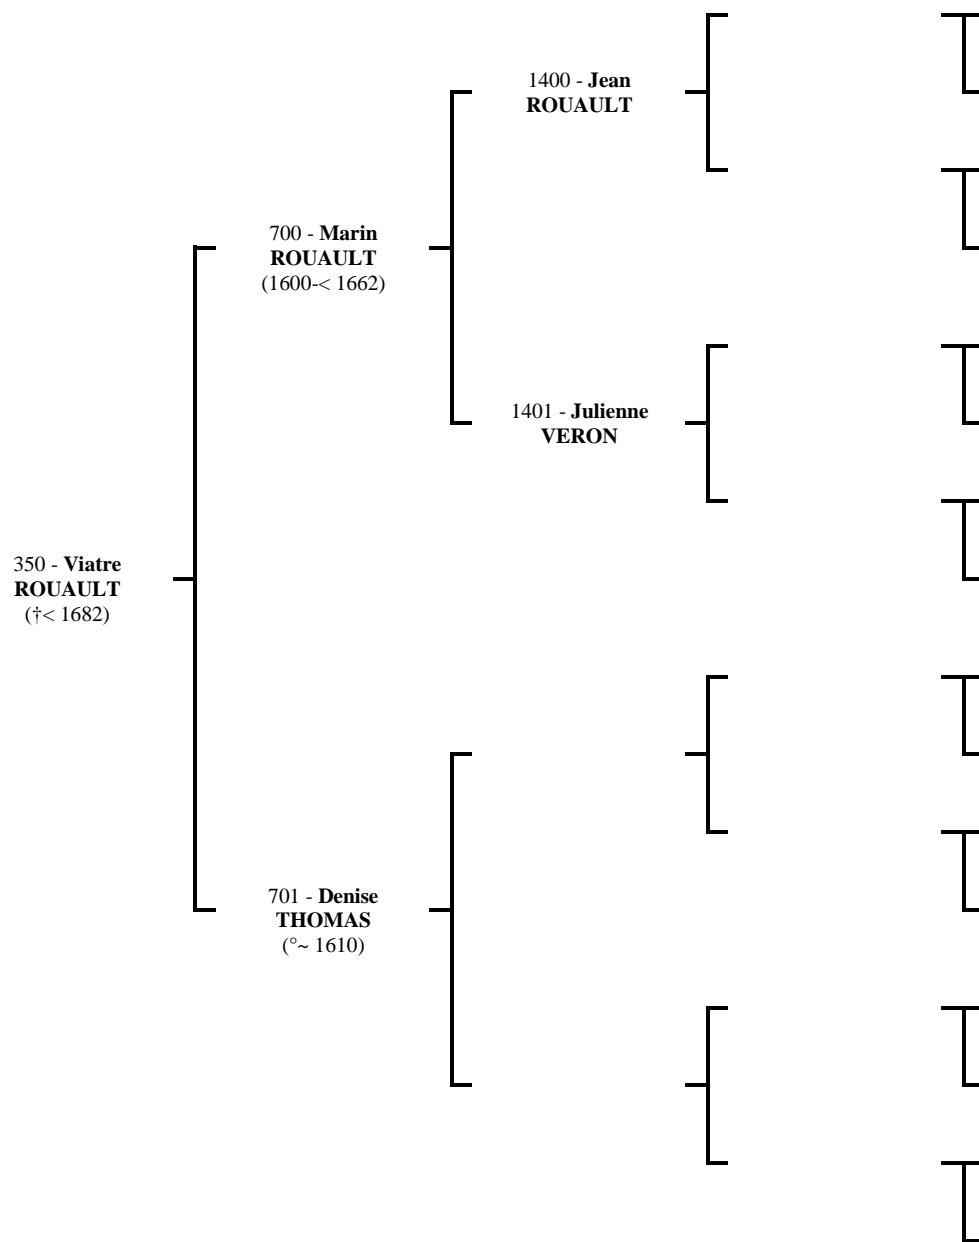 1400 - Jean
ROUAULT
700 - Marin
ROUAULT
(1600-< 1662)
1401 - Julienne
VERON
350 - Viatre
ROUAULT
(†< 1682)
701 - Denise
THOMAS
(°~ 1610)